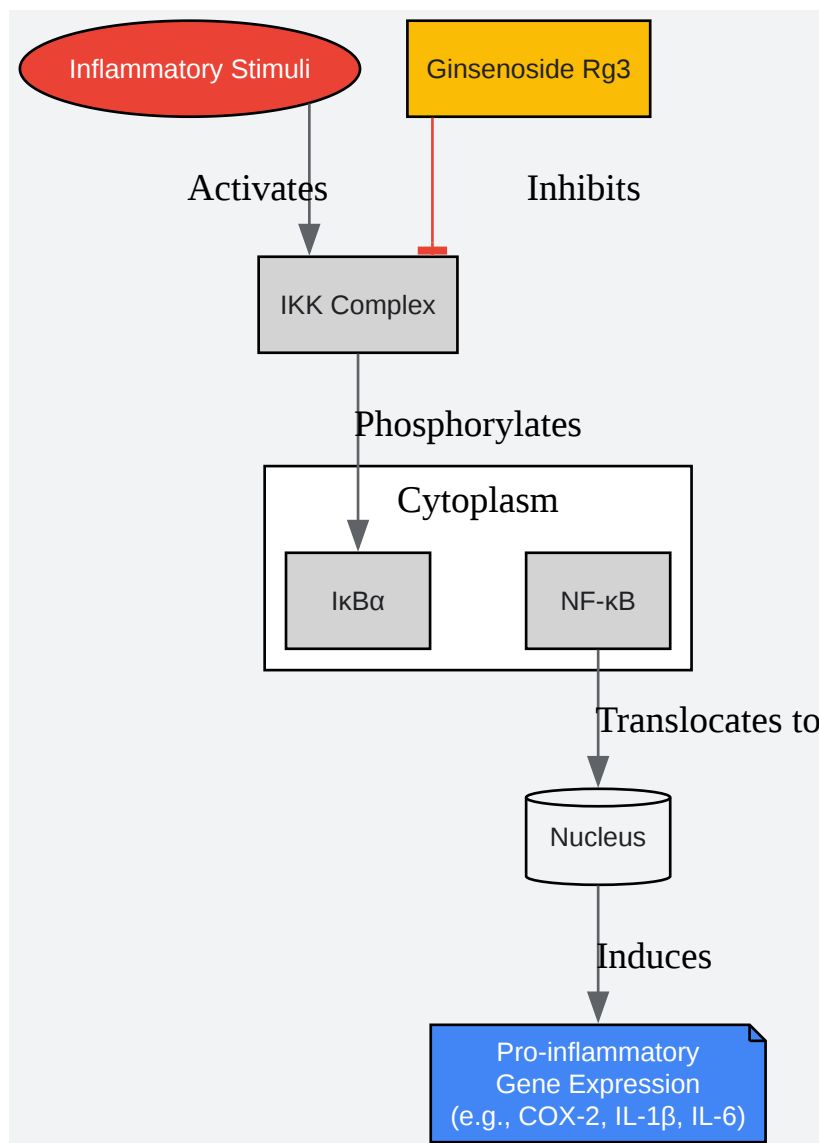 Inflammatory Stimuli
Ginsenoside Rg3
Activates
Inhibits
IKK Complex
Phosphorylates
Cytoplasm
IκBα
NF-κB
Translocates to
Nucleus
Induces
Pro-inflammatory
Gene Expression
(e.g., COX-2, IL-1β, IL-6)